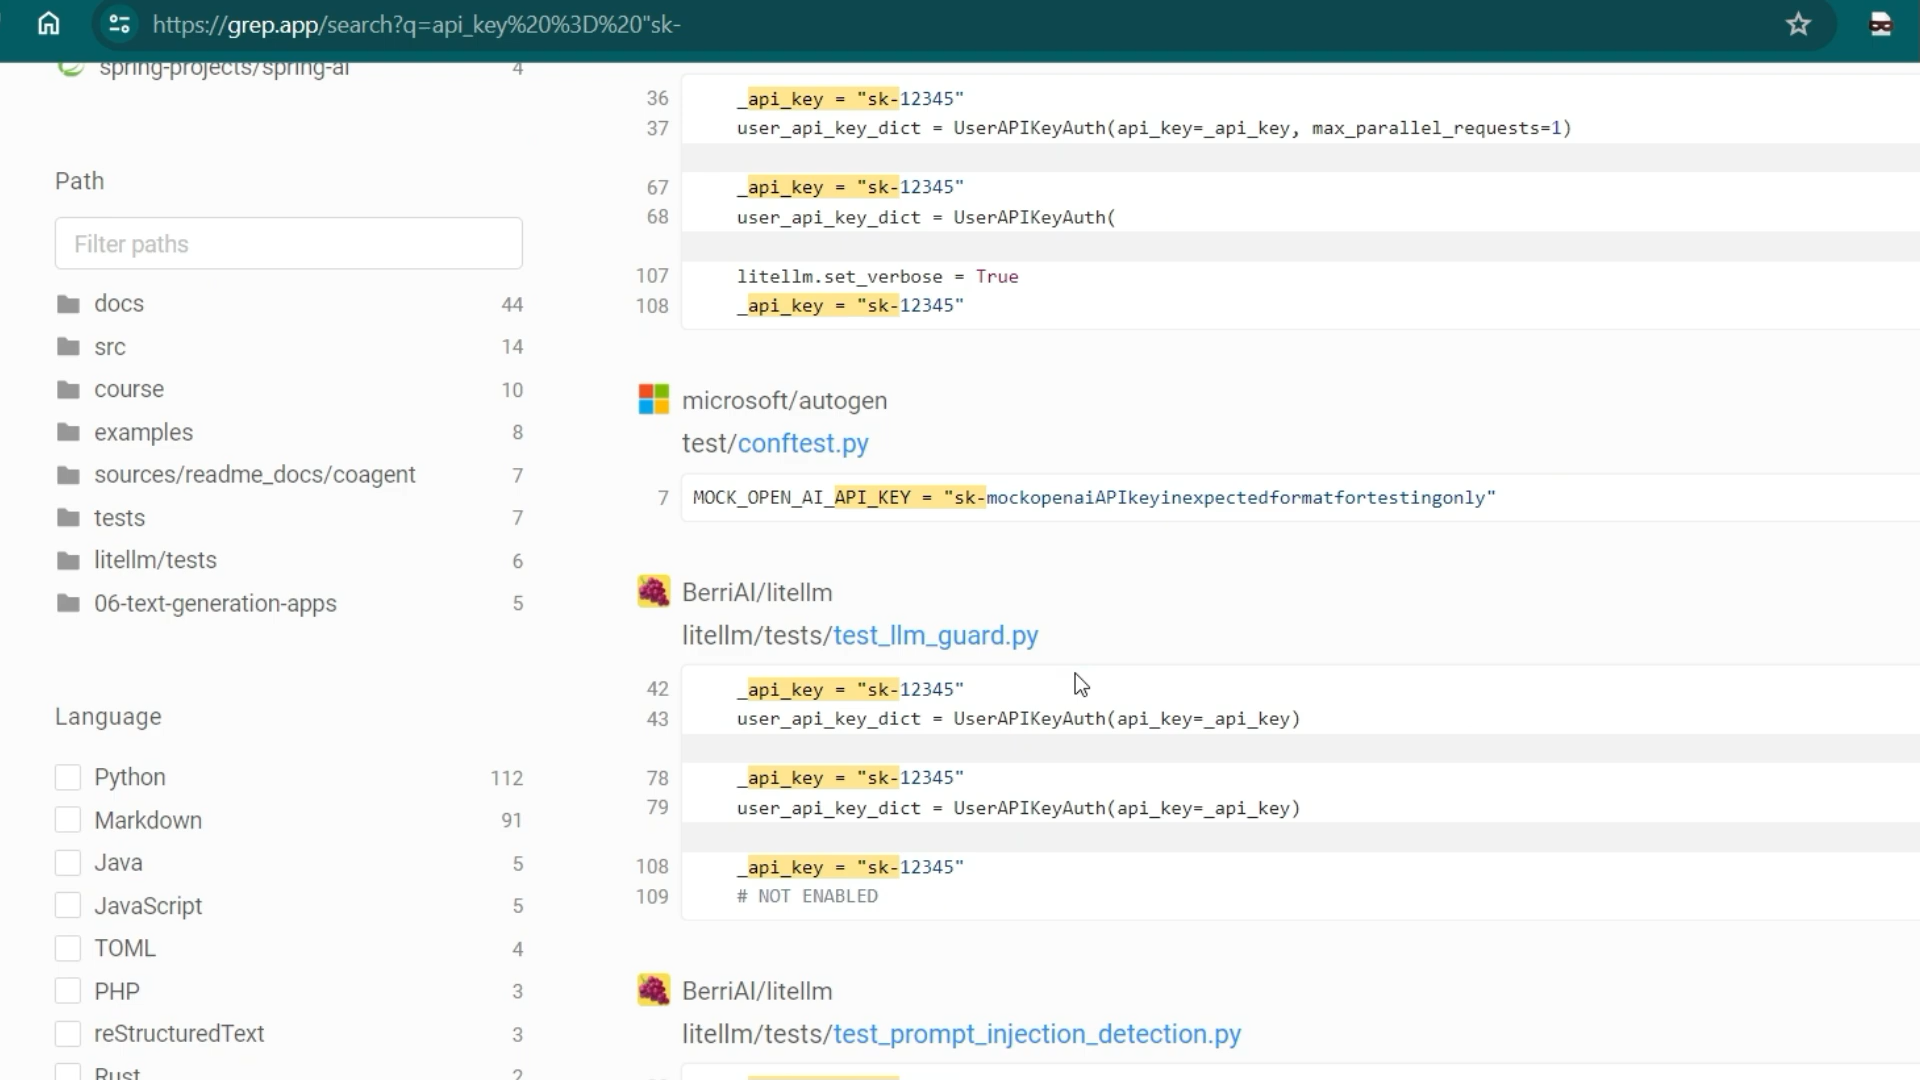 https://grep.app/search?q=api_key%20%3D%20"sk-
spring-projects/spring-ai 4
Path
Filter paths
docs 44
src 14
course 10
examples 8
sources/readme_docs/coagent 7
tests 7
litellm/tests 6
06-text-generation-apps 5
Language
Python 112
Markdown 91
Java 5
JavaScript 5
TOML 4
PHP 3
reStructuredText 3
Rust 2
36 _api_key = "sk-12345"
37 user_api_key_dict = UserAPIKeyAuth(api_key=_api_key, max_parallel_requests=1)
67 _api_key = "sk-12345"
68 user_api_key_dict = UserAPIKeyAuth(
107 litellm.set_verbose = True
108 _api_key = "sk-12345"
microsoft/autogen
test/conftest.py
7 MOCK_OPEN_AI_API_KEY = "sk-mockopenaiAPIkeyinexpectedformatfortestingonly"
BerriAI/litellm
litellm/tests/test_llm_guard.py
42 _api_key = "sk-12345"
43 user_api_key_dict = UserAPIKeyAuth(api_key=_api_key)
78 _api_key = "sk-12345"
79 user_api_key_dict = UserAPIKeyAuth(api_key=_api_key)
108 _api_key = "sk-12345"
109 # NOT ENABLED
BerriAI/litellm
litellm/tests/test_prompt_injection_detection.py